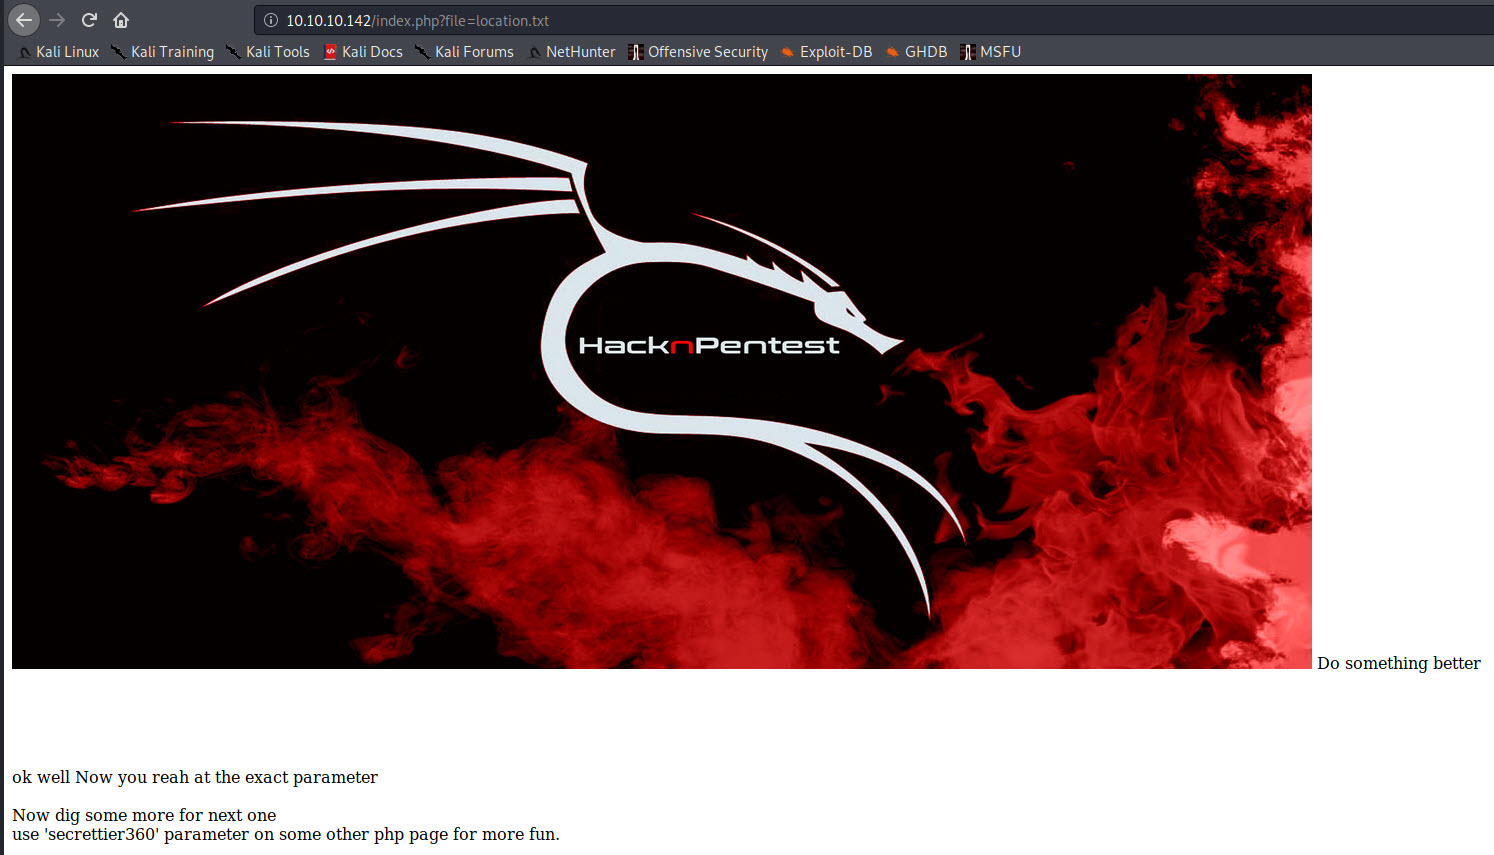 10.10.10.142/index.php?file=location.txt
Kali Linux Kali Training Kali Tools Kali Docs Kali Forums NetHunter Offensive Security Exploit-DB GHDB MSFU
HacknPentest
Do something better
ok well Now you reah at the exact parameter
Now dig some more for next one
use 'secrettier360' parameter on some other php page for more fun.